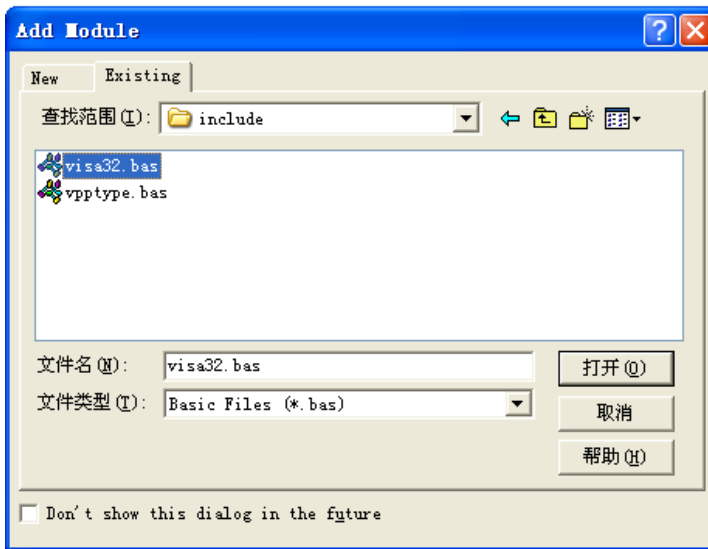 Add Module
New Existing
查找范围(I): include
visa32.bas
vpptype.bas
文件名(N): visa32.bas 打开(O)
文件类型(T): Basic Files (*.bas) 取消
帮助(H)
Don't show this dialog in the future